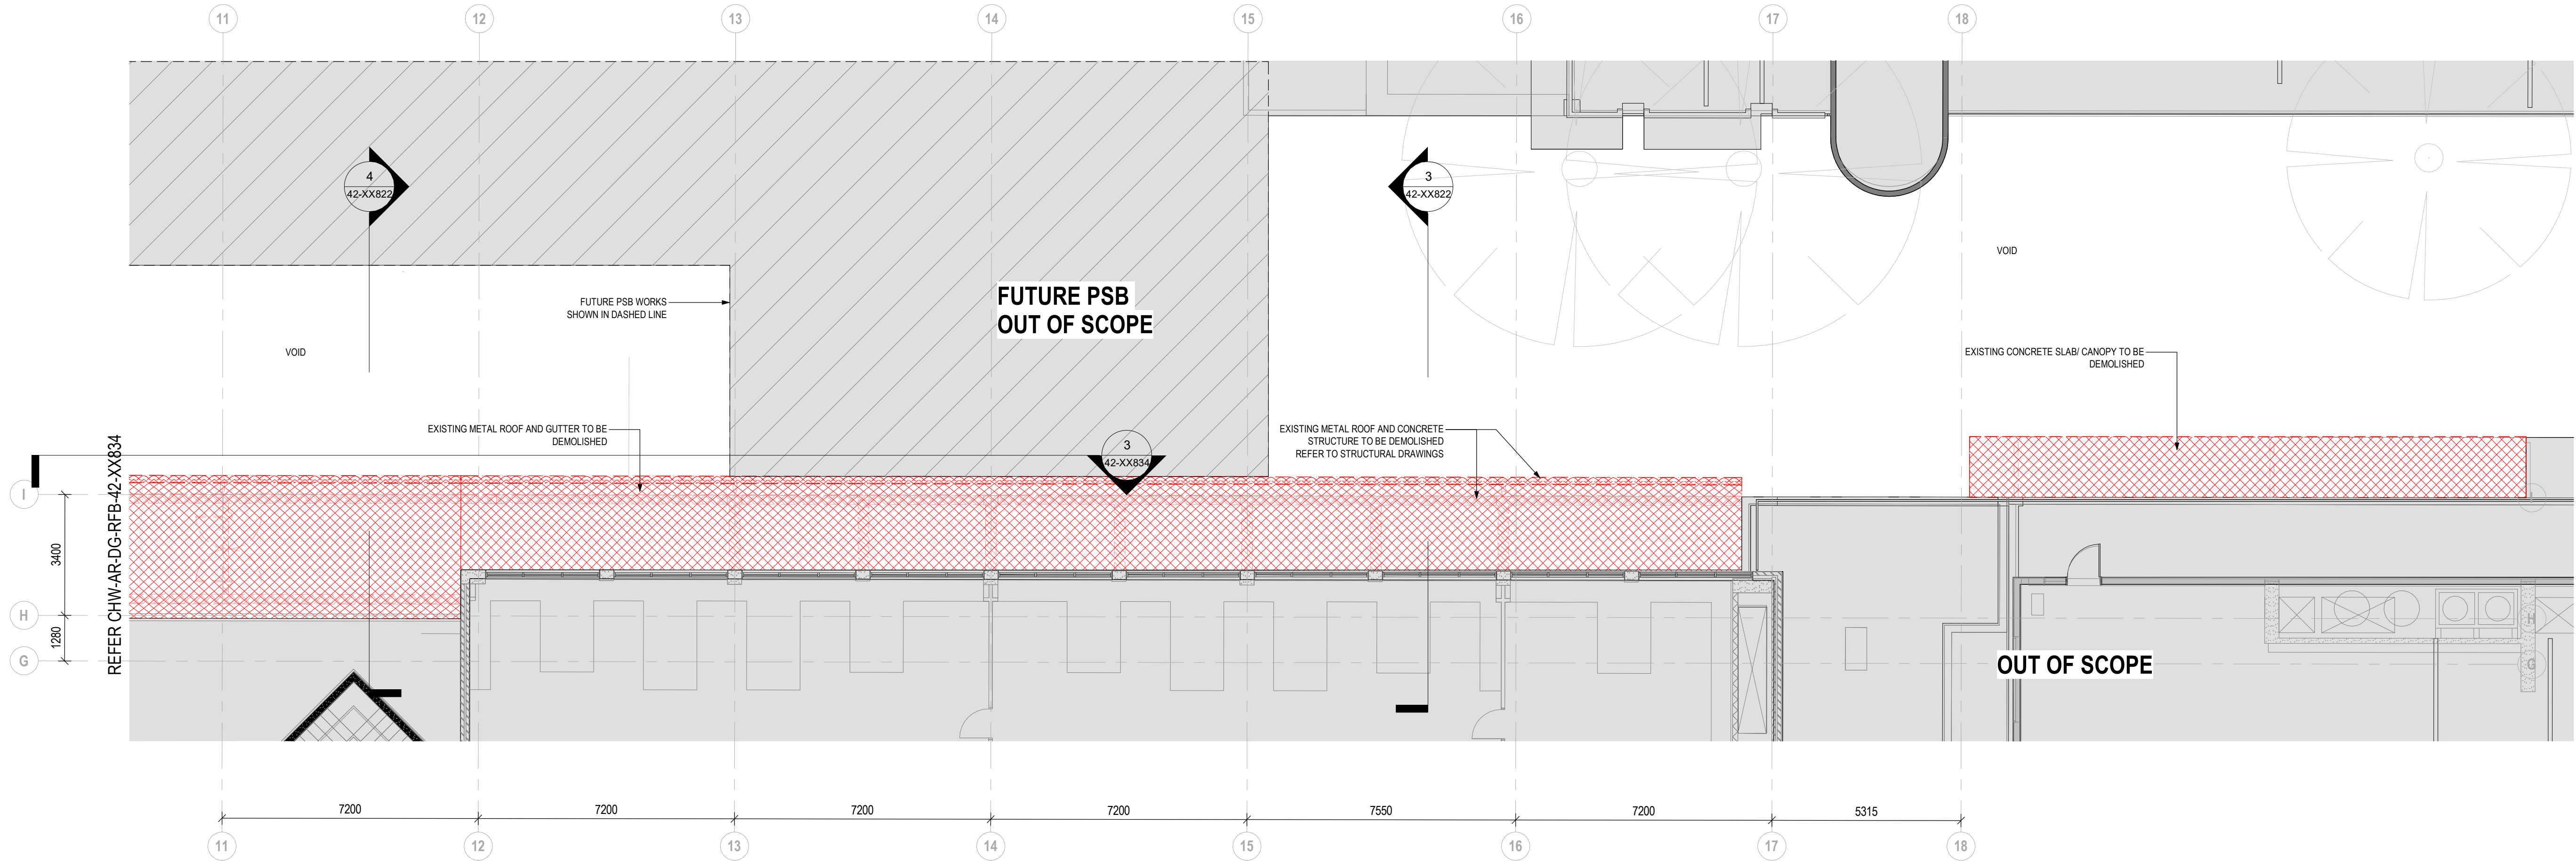 11
12
13
14
15
16
17
18
4
42-XX822
3
42-XX822
VOID
FUTURE PSB WORKS
SHOWN IN DASHED LINE
FUTURE PSB
OUT OF SCOPE
VOID
EXISTING CONCRETE SLAB/ CANOPY TO BE
DEMOLISHED
EXISTING METAL ROOF AND GUTTER TO BE
DEMOLISHED
3
42-XX834
EXISTING METAL ROOF AND CONCRETE
STRUCTURE TO BE DEMOLISHED
REFER TO STRUCTURAL DRAWINGS
REFER CHW-AR-DG-RFB-42-XX834
I
I
3400
H
H
1280
G
G
OUT OF SCOPE
7200
7200
7200
7200
7550
7200
5315
11
12
13
14
15
16
17
18